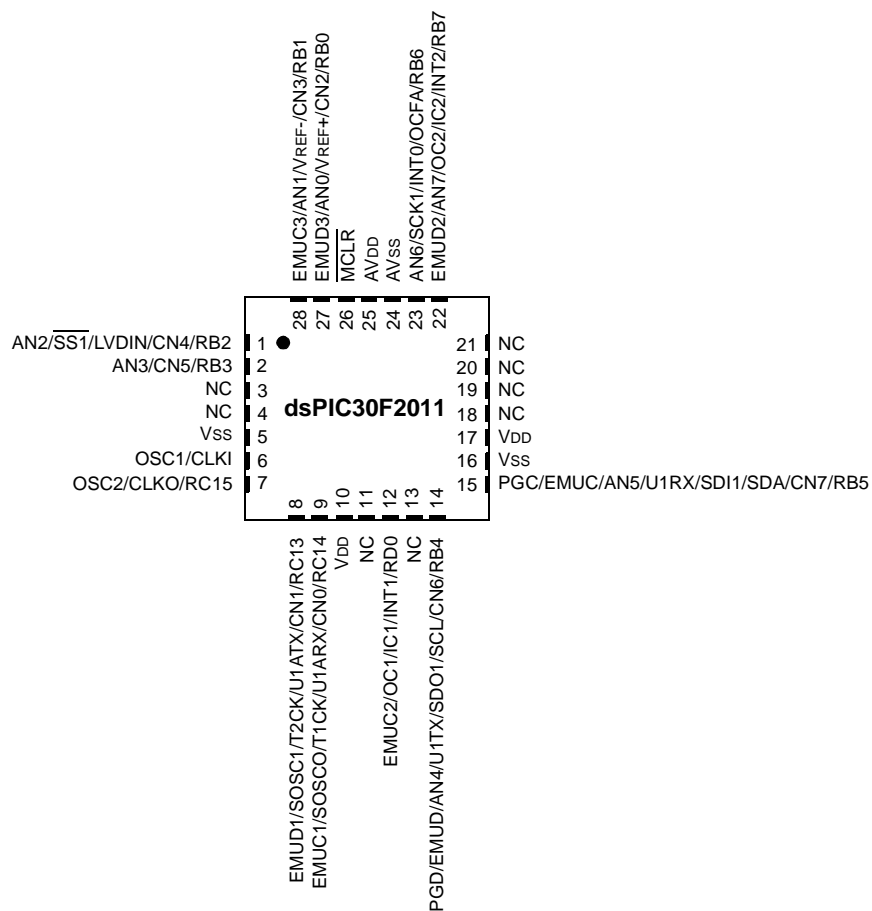 EMUC3/AN1/VREF-/CN3/RB1
EMUD3/AN0/VREF+/CN2/RB0
MCLR
AVDD
AVSS
AN6/SCK1/INT0/OCFA/RB6
EMUD2/AN7/OC2/IC2/INT2/RB7
28
27
26
25
24
23
22
AN2/SS1/LVDIN/CN4/RB2 1
AN3/CN5/RB3 2
NC 3
NC 4
VSS 5
OSC1/CLKI 6
OSC2/CLKO/RC15 7
dsPIC30F2011
21 NC
20 NC
19 NC
18 NC
17 VDD
16 VSS
15 PGC/EMUC/AN5/U1RX/SDI1/SDA/CN7/RB5
8
9
10
11
12
13
14
EMUD1/SOSC1/T2CK/U1ATX/CN1/RC13
EMUC1/SOSCO/T1CK/U1ARX/CN0/RC14
VDD
NC
EMUC2/OC1/IC1/INT1/RD0
NC
PGD/EMUD/AN4/U1TX/SDO1/SCL/CN6/RB4